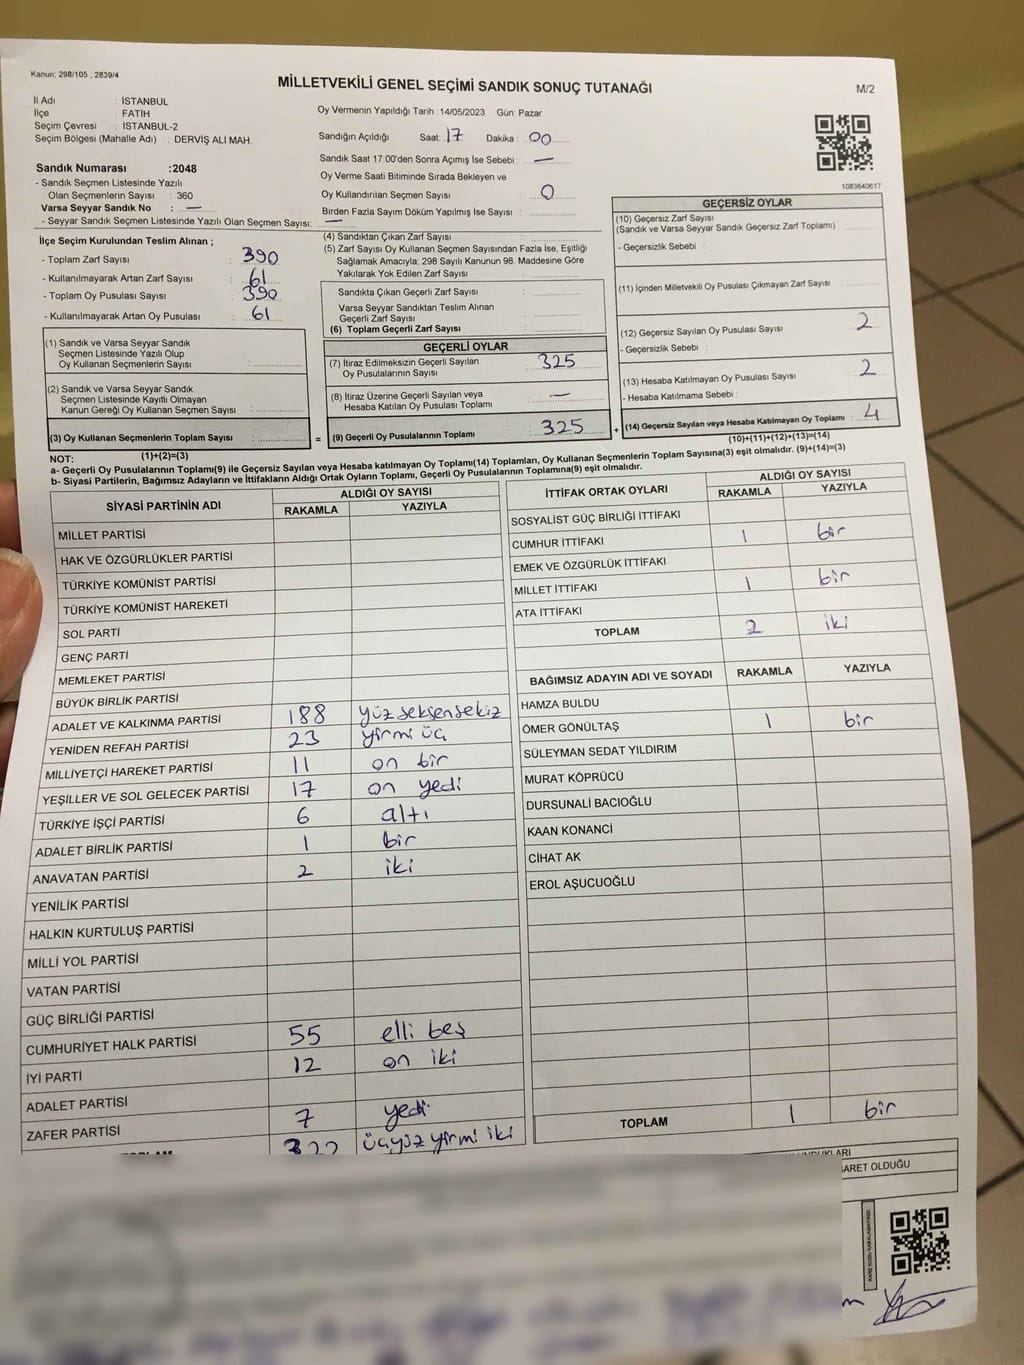 Kanun; 298/105 , 2839/4
MİLLETVEKİLİ GENEL SEÇİMİ SANDIK SONUÇ TUTANAĞI
M/2
İl Adı : İSTANBUL
İlçe : FATİH
Seçim Çevresi : İSTANBUL-2
Seçim Bölgesi (Mahalle Adı) : DERVİŞ ALİ MAH.
Oy Vermenin Yapıldığı Tarih :14/05/2023 Gün: Pazar
Sandığın Açıldığı Saat: 17 Dakika : 00
Sandık Saat 17:00'den Sonra Açımış İse Sebebi : —
Oy Verme Saati Bitiminde Sırada Bekleyen ve
Oy Kullandırılan Seçmen Sayısı : 0
Birden Fazla Sayım Döküm Yapılmış İse Sayısı :
1083640617
Sandık Numarası :2048
- Sandık Seçmen Listesinde Yazılı
Olan Seçmenlerin Sayısı : 360
Varsa Seyyar Sandık No : —
- Seyyar Sandık Seçmen Listesinde Yazılı Olan Seçmen Sayısı: —
İlçe Seçim Kurulundan Teslim Alınan ;
- Toplam Zarf Sayısı : 390
- Kullanılmayarak Artan Zarf Sayısı : 61
- Toplam Oy Pusulası Sayısı : 390
- Kullanılmayarak Artan Oy Pusulası : 61
(1) Sandık ve Varsa Seyyar Sandık
Seçmen Listesinde Yazılı Olup
Oy Kullanan Seçmenlerin Sayısı :
(2) Sandık ve Varsa Seyyar Sandık
Seçmen Listesinde Kayıtlı Olmayan
Kanun Gereği Oy Kullanan Seçmen Sayısı :
(3) Oy Kullanan Seçmenlerin Toplam Sayısı :
(1)+(2)=(3)
(4) Sandıktan Çıkan Zarf Sayısı :
(5) Zarf Sayısı Oy Kullanan Seçmen Sayısından Fazla İse, Eşitliği
Sağlamak Amacıyla; 298 Sayılı Kanunun 98. Maddesine Göre
Yakılarak Yok Edilen Zarf Sayısı :
Sandıkta Çıkan Geçerli Zarf Sayısı :
Varsa Seyyar Sandıktan Teslim Alınan
Geçerli Zarf Sayısı :
(6) Toplam Geçerli Zarf Sayısı :
GEÇERLİ OYLAR
(7) İtiraz Edilmeksizin Geçerli Sayılan
Oy Pusulalarının Sayısı : 325
(8) İtiraz Üzerine Geçerli Sayılan veya
Hesaba Katılan Oy Pusulası Toplamı : —
= (9) Geçerli Oy Pusulalarının Toplamı : 325 +
GEÇERSİZ OYLAR
(10) Geçersiz Zarf Sayısı
(Sandık ve Varsa Seyyar Sandık Geçersiz Zarf Toplamı) :
- Geçersizlik Sebebi :
(11) İçinden Milletvekili Oy Pusulası Çıkmayan Zarf Sayısı :
(12) Geçersiz Sayılan Oy Pusulası Sayısı : 2
- Geçersizlik Sebebi :
(13) Hesaba Katılmayan Oy Pusulası Sayısı : 2
- Hesaba Katılmama Sebebi :
(14) Geçersiz Sayılan veya Hesaba Katılmayan Oy Toplamı : 4
(10)+(11)+(12)+(13)=(14)
NOT:
a- Geçerli Oy Pusulalarının Toplamı(9) ile Geçersiz Sayılan veya Hesaba katılmayan Oy Toplamı(14) Toplamları, Oy Kullanan Seçmenlerin Toplam Sayısına(3) eşit olmalıdır. (9)+(14)=(3)
b- Siyasi Partilerin, Bağımsız Adayların ve İttifakların Aldığı Ortak Oyların Toplamı, Geçerli Oy Pusulalarının Toplamına(9) eşit olmalıdır.
SİYASİ PARTİNİN ADI ALDIĞI OY SAYISI
RAKAMLA YAZIYLA
MİLLET PARTİSİ
HAK VE ÖZGÜRLÜKLER PARTİSİ
TÜRKİYE KOMÜNİST PARTİSİ
TÜRKİYE KOMÜNİST HAREKETİ
SOL PARTİ
GENÇ PARTİ
MEMLEKET PARTİSİ
BÜYÜK BİRLİK PARTİSİ
ADALET VE KALKINMA PARTİSİ 188 yüz seksen sekiz
YENİDEN REFAH PARTİSİ 23 yirmi üç
MİLLİYETÇİ HAREKET PARTİSİ 11 on bir
YEŞİLLER VE SOL GELECEK PARTİSİ 17 on yedi
TÜRKİYE İŞÇİ PARTİSİ 6 altı
ADALET BİRLİK PARTİSİ 1 bir
ANAVATAN PARTİSİ 2 iki
YENİLİK PARTİSİ
HALKIN KURTULUŞ PARTİSİ
MİLLİ YOL PARTİSİ
VATAN PARTİSİ
GÜÇ BİRLİĞİ PARTİSİ
CUMHURİYET HALK PARTİSİ 55 elli beş
İYİ PARTİ 12 on iki
ADALET PARTİSİ
ZAFER PARTİSİ 7 yedi
TOPLAM 322 üçyüz yirmi iki
İTTİFAK ORTAK OYLARI ALDIĞI OY SAYISI
RAKAMLA YAZIYLA
SOSYALİST GÜÇ BİRLİĞİ İTTİFAKI
CUMHUR İTTİFAKI 1 bir
EMEK VE ÖZGÜRLÜK İTTİFAKI
MİLLET İTTİFAKI 1 bir
ATA İTTİFAKI
TOPLAM 2 iki
BAĞIMSIZ ADAYIN ADI VE SOYADI RAKAMLA YAZIYLA
HAMZA BULDU
ÖMER GÖNÜLTAŞ 1 bir
SÜLEYMAN SEDAT YILDIRIM
MURAT KÖPRÜCÜ
DURSUNALİ BACIOĞLU
KAAN KONANCİ
CİHAT AK
EROL AŞUCUOĞLU
TOPLAM 1 bir
OLDUĞU